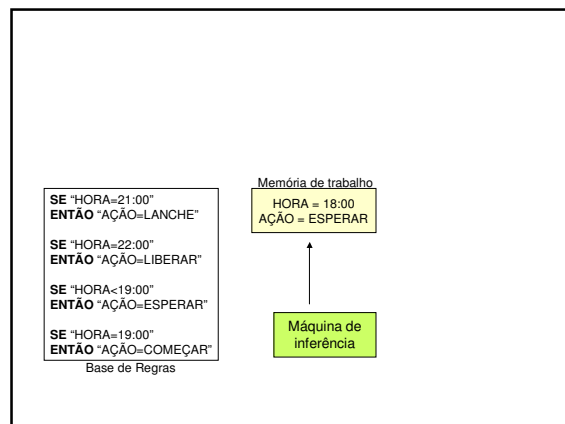 SE “HORA=21:00”
ENTÃO “AÇÃO=LANCHE”
SE “HORA=22:00”
ENTÃO “AÇÃO=LIBERAR”
SE “HORA<19:00”
ENTÃO “AÇÃO=ESPERAR”
SE “HORA=19:00”
ENTÃO “AÇÃO=COMEÇAR”
Base de Regras
Memória de trabalho
HORA = 18:00
AÇÃO = ESPERAR
Máquina de
inferência